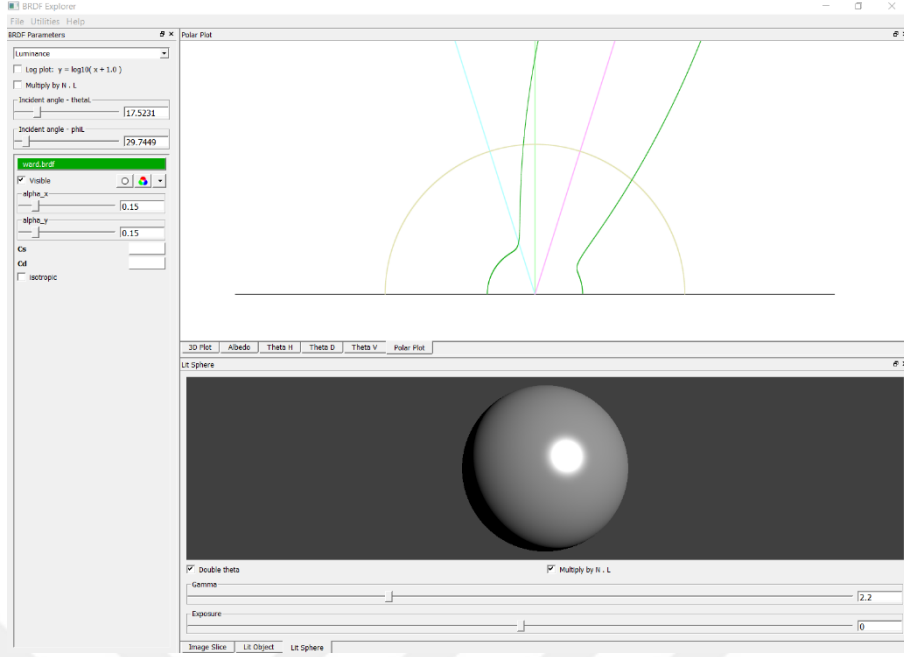 BRDF Explorer
File Utilities Help
BRDF Parameters
Luminance
Log plot: y = log10( x + 1.0 )
Multiply by N . L
Incident angle - thetaL
17.5231
Incident angle - phiL
29.7449
ward.brdf
Visible
alpha_x
0.15
alpha_y
0.15
Cs
Cd
isotropic
Polar Plot
3D Plot Albedo Theta H Theta D Theta V Polar Plot
Lit Sphere
Double theta Multiply by N . L
Gamma
2.2
Exposure
0
Image Slice Lit Object Lit Sphere